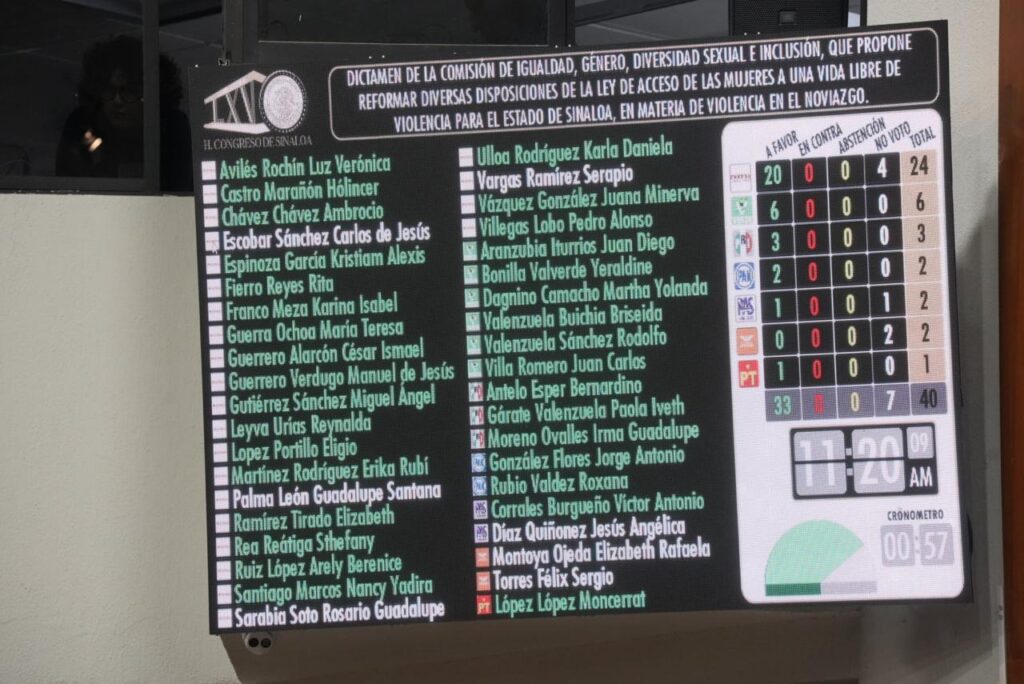 DICTAMEN DE LA COMISIÓN DE IGUALDAD, GÉNERO, DIVERSIDAD SEXUAL E INCLUSIÓN, QUE PROPONE
REFORMAR DIVERSAS DISPOSICIONES DE LA LEY DE ACCESO DE LAS MUJERES A UNA VIDA LIBRE DE
VIOLENCIA PARA EL ESTADO DE SINALOA, EN MATERIA DE VIOLENCIA EN EL NOVIAZGO.
LXV
H. CONGRESO DE SINALOA
Avilés Rochín Luz Verónica
Castro Marañón Hólincer
Chávez Chávez Ambrocio
Escobar Sánchez Carlos de Jesús
Espinoza García Kristiam Alexis
Fierro Reyes Rita
Franco Meza Karina Isabel
Guerra Ochoa María Teresa
Guerrero Alarcón César Ismael
Guerrero Verdugo Manuel de Jesús
Gutiérrez Sánchez Miguel Ángel
Leyva Urías Reynalda
Lopez Portillo Eligio
Martínez Rodríguez Erika Rubí
Palma León Guadalupe Santana
Ramírez Tirado Elizabeth
Rea Reátiga Sthefany
Ruiz López Arely Berenice
Santiago Marcos Nancy Yadira
Sarabia Soto Rosario Guadalupe
Ulloa Rodríguez Karla Daniela
Vargas Ramírez Serapio
Vázquez González Juana Minerva
Villegas Lobo Pedro Alonso
Aranzubia Iturrios Juan Diego
Bonilla Valverde Yeraldine
Dagnino Camacho Martha Yolanda
Valenzuela Buichia Briseida
Valenzuela Sánchez Rodolfo
Villa Romero Juan Carlos
Antelo Esper Bernardino
Gárate Valenzuela Paola Iveth
Moreno Ovalles Irma Guadalupe
González Flores Jorge Antonio
Rubio Valdez Roxana
Corrales Burgueño Víctor Antonio
Díaz Quiñonez Jesús Angélica
Montoya Ojeda Elizabeth Rafaela
Torres Félix Sergio
PT López López Moncerrat
A FAVOR EN CONTRA ABSTENCIÓN NO VOTO TOTAL
20 0 0 4 24
6 0 0 0 6
PRI 3 0 0 0 3
PAN 2 0 0 0 2
PAS 1 0 0 1 2
0 0 0 2 2
PT 1 0 0 0 1
33 0 0 7 40
11:20 09 AM
CRÓNOMETRO
00:57